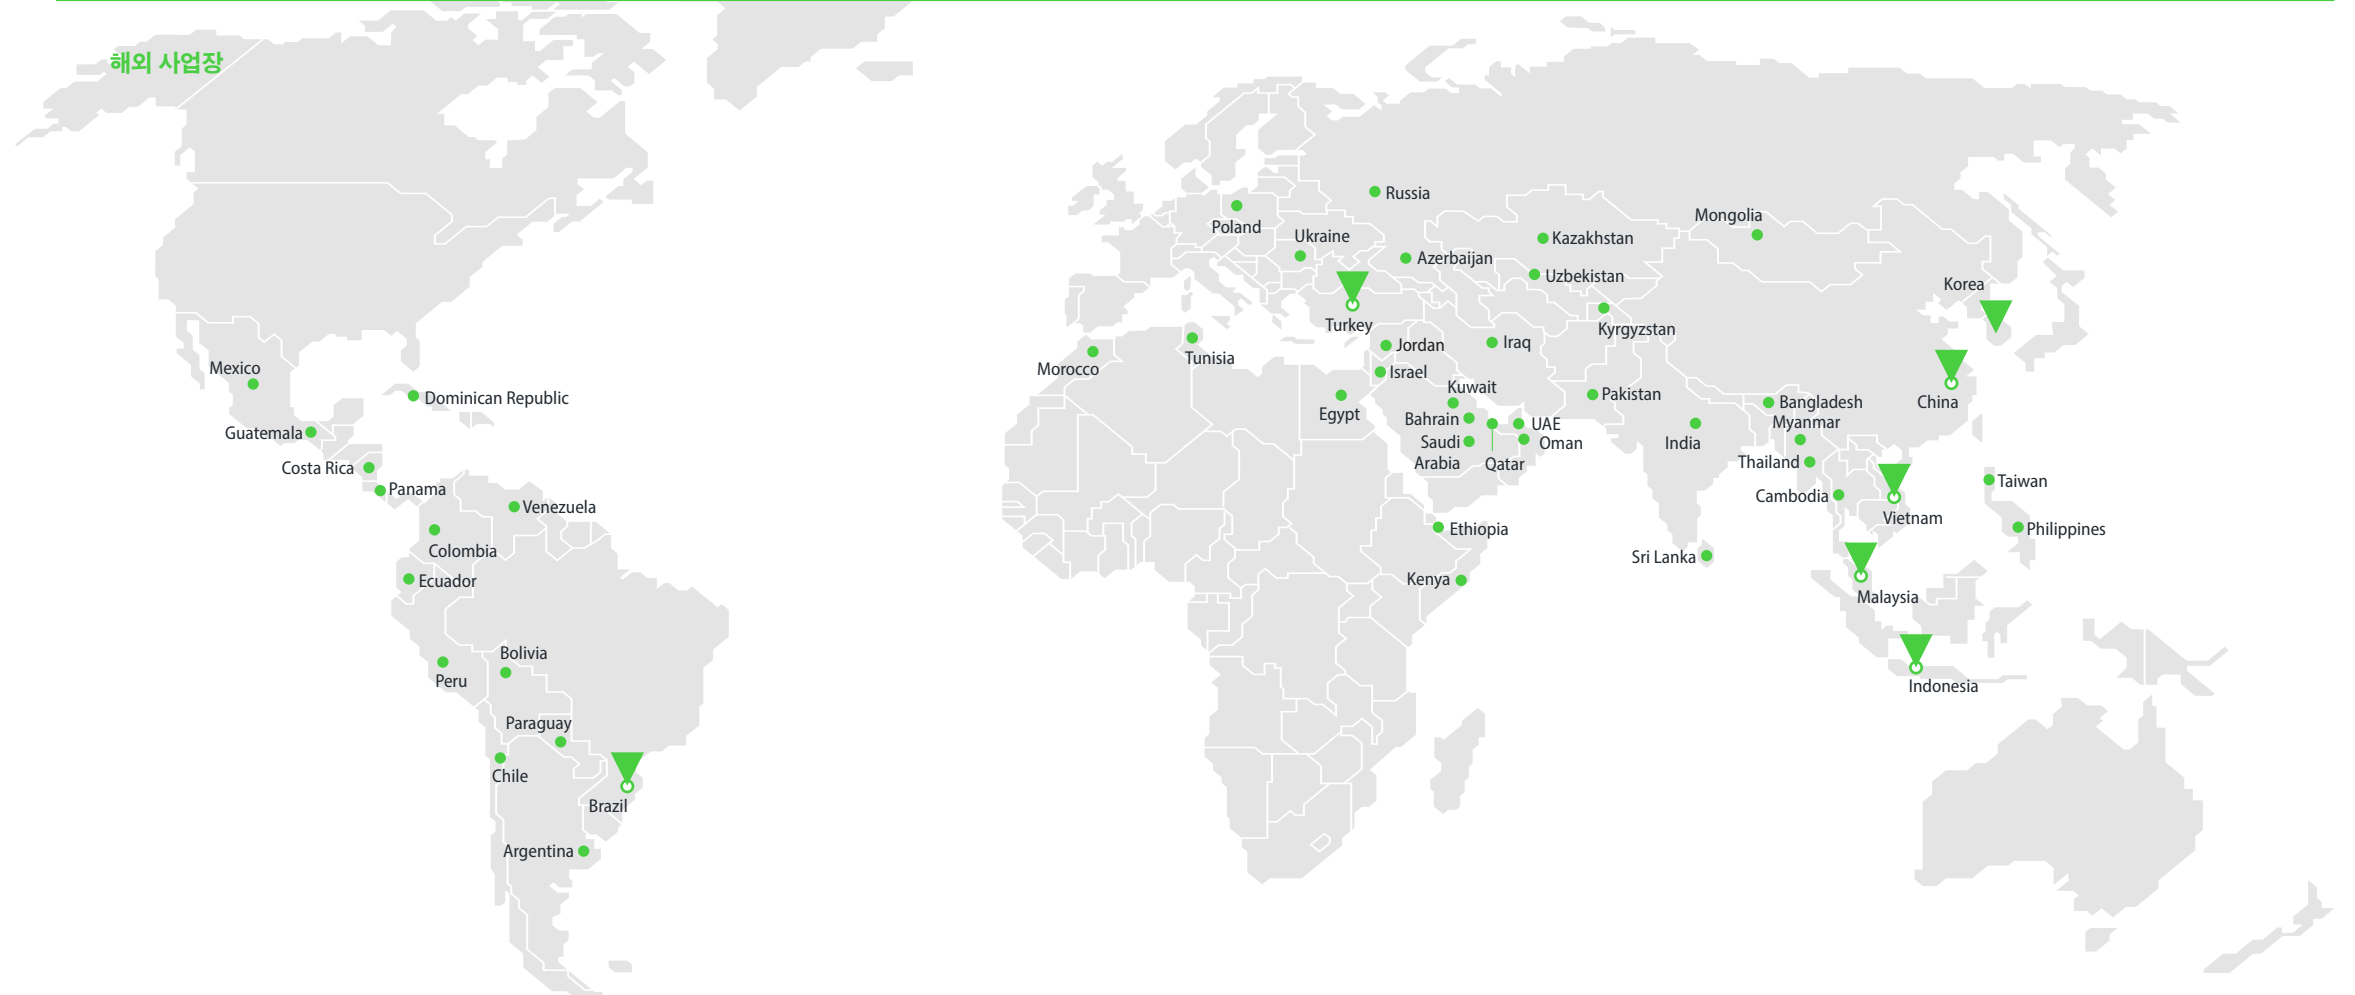 해외 사업장
Russia
Poland
Mongolia
Ukraine
Kazakhstan
Azerbaijan
Uzbekistan
Korea
Turkey
Kyrgyzstan
Iraq
Jordan
Tunisia
Morocco
Israel
Mexico
Kuwait
Pakistan
Dominican Republic
China
Bangladesh
Egypt
Bahrain
UAE
Myanmar
Guatemala
Saudi
Arabia
Oman
India
Qatar
Thailand
Costa Rica
Panama
Taiwan
Cambodia
Venezuela
Vietnam
Ethiopia
Philippines
Colombia
Sri Lanka
Ecuador
Kenya
Malaysia
Bolivia
Peru
Indonesia
Paraguay
Chile
Brazil
Argentina